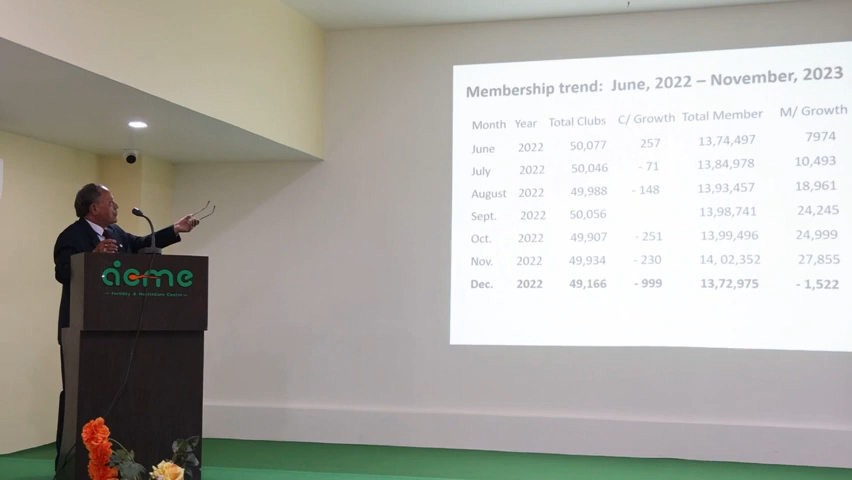 acme
Fertility & Healthcare Centre
Membership trend: June, 2022 – November, 2023
Month Year Total Clubs C/ Growth Total Member M/ Growth
June 2022 50,077 257 13,74,497 7974
July 2022 50,046 - 71 13,84,978 10,493
August 2022 49,988 - 148 13,93,457 18,961
Sept. 2022 50,056 13,98,741 24,245
Oct. 2022 49,907 - 251 13,99,496 24,999
Nov. 2022 49,934 - 230 14, 02,352 27,855
Dec. 2022 49,166 - 999 13,72,975 - 1,522